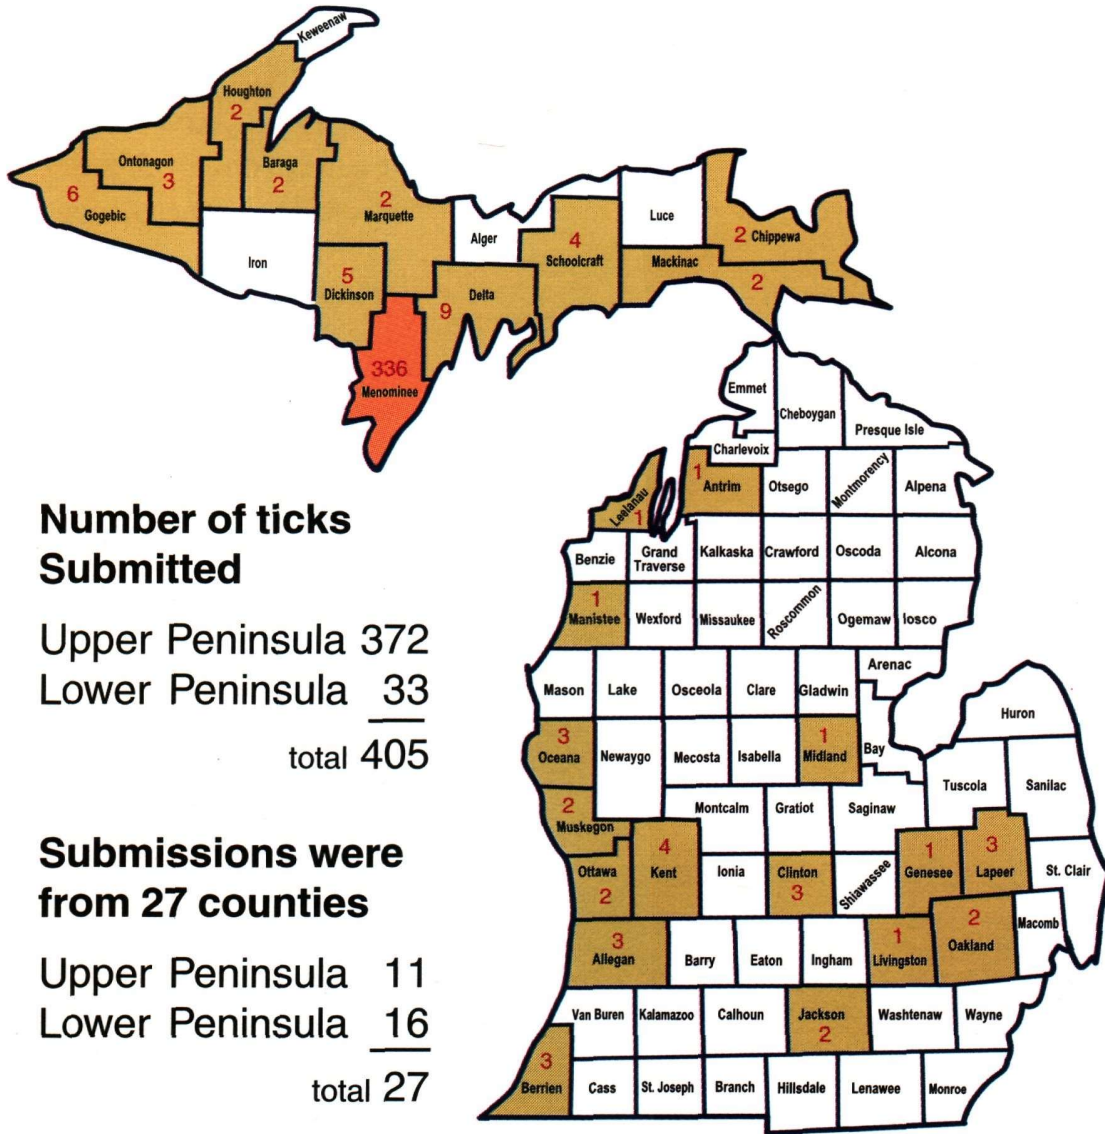 Keweenaw
Houghton
2
Ontonagon
3
Baraga
2
6
Gogebic
2
Marquette
Iron
Alger
Luce
4
Schoolcraft
2 Chippewa
Mackinac
2
5
Dickinson
9
Delta
336
Menominee
Emmet
Cheboygan
Presque Isle
Charlevoix
Leelanau
1
1
Antrim
Otsego
Montmorency
Alpena
Benzie
Grand
Traverse
Kalkaska
Crawford
Oscoda
Alcona
1
Manistee
Wexford
Missaukee
Roscommon
Ogemaw
Iosco
Mason
Lake
Osceola
Clare
Gladwin
Arenac
Huron
3
Oceana
Newaygo
Mecosta
Isabella
1
Midland
Bay
Tuscola
Sanilac
2
Muskegon
Montcalm
Gratiot
Saginaw
Ottawa
2
4
Kent
Ionia
Clinton
3
Shiawassee
1
Genesee
3
Lapeer
St. Clair
3
Allegan
Barry
Eaton
Ingham
1
Livingston
2
Oakland
Macomb
Van Buren
Kalamazoo
Calhoun
Jackson
2
Washtenaw
Wayne
3
Berrien
Cass
St. Joseph
Branch
Hillsdale
Lenawee
Monroe
Number of ticks
Submitted
Upper Peninsula 372
Lower Peninsula 33
total 405
Submissions were
from 27 counties
Upper Peninsula 11
Lower Peninsula 16
total 27